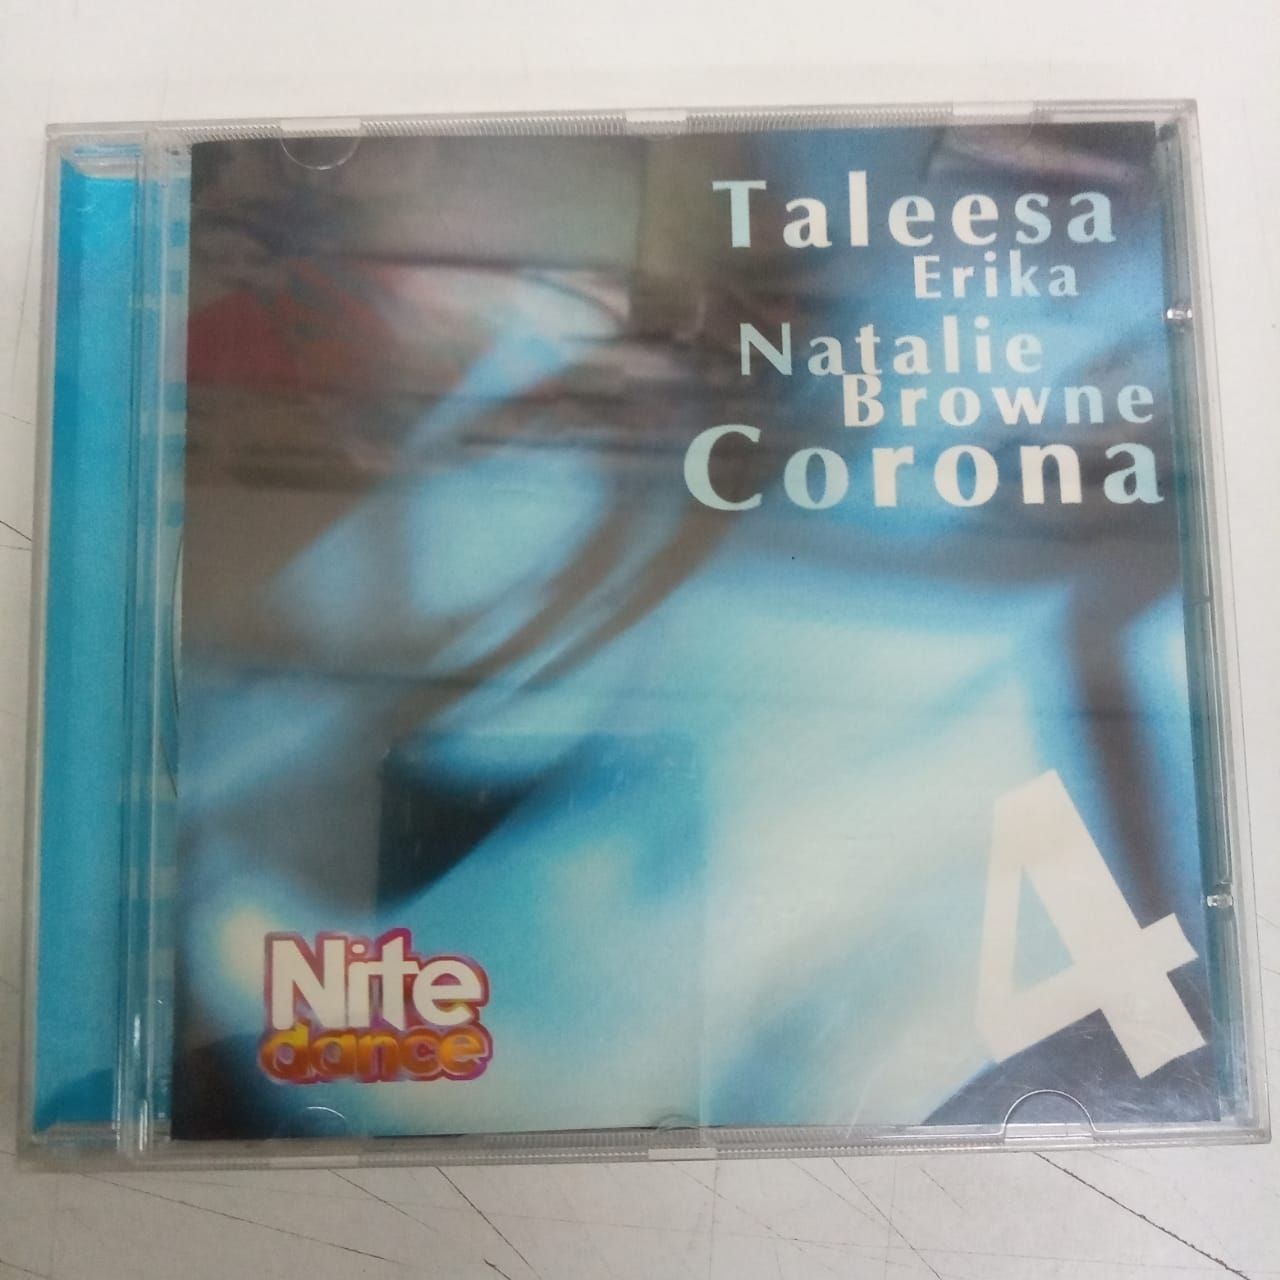 Taleesa
Erika
Natalie
Browne
Corona
4
Nite
dance